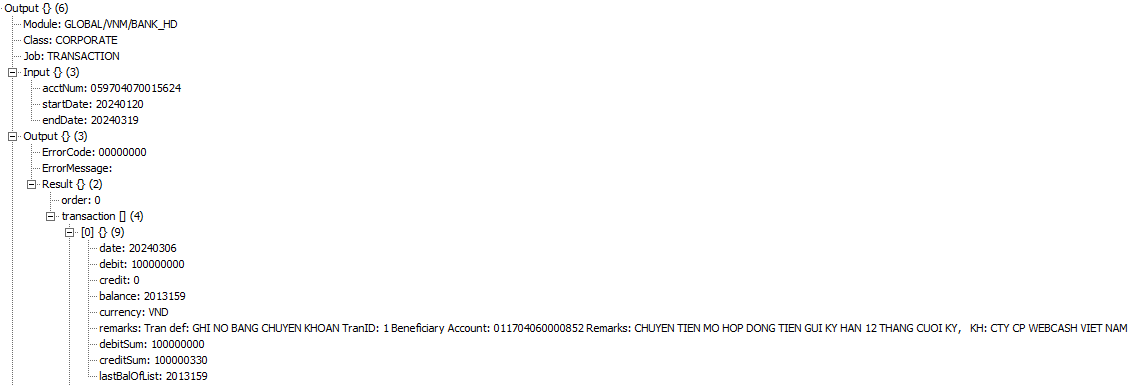 Output {} (6)
Module: GLOBAL/VNM/BANK_HD
Class: CORPORATE
Job: TRANSACTION
Input {} (3)
acctNum: 059704070015624
startDate: 20240120
endDate: 20240319
Output {} (3)
ErrorCode: 00000000
ErrorMessage:
Result {} (2)
order: 0
transaction [] (4)
[0] {} (9)
date: 20240306
debit: 100000000
credit: 0
balance: 2013159
currency: VND
remarks: Tran def: GHI NO BANG CHUYEN KHOAN TranID: 1 Beneficiary Account: 011704060000852 Remarks: CHUYEN TIEN MO HOP DONG TIEN GUI KY HAN 12 THANG CUOI KY, KH: CTY CP WEBCASH VIET NAM
debitSum: 100000000
creditSum: 100000330
lastBalOfList: 2013159